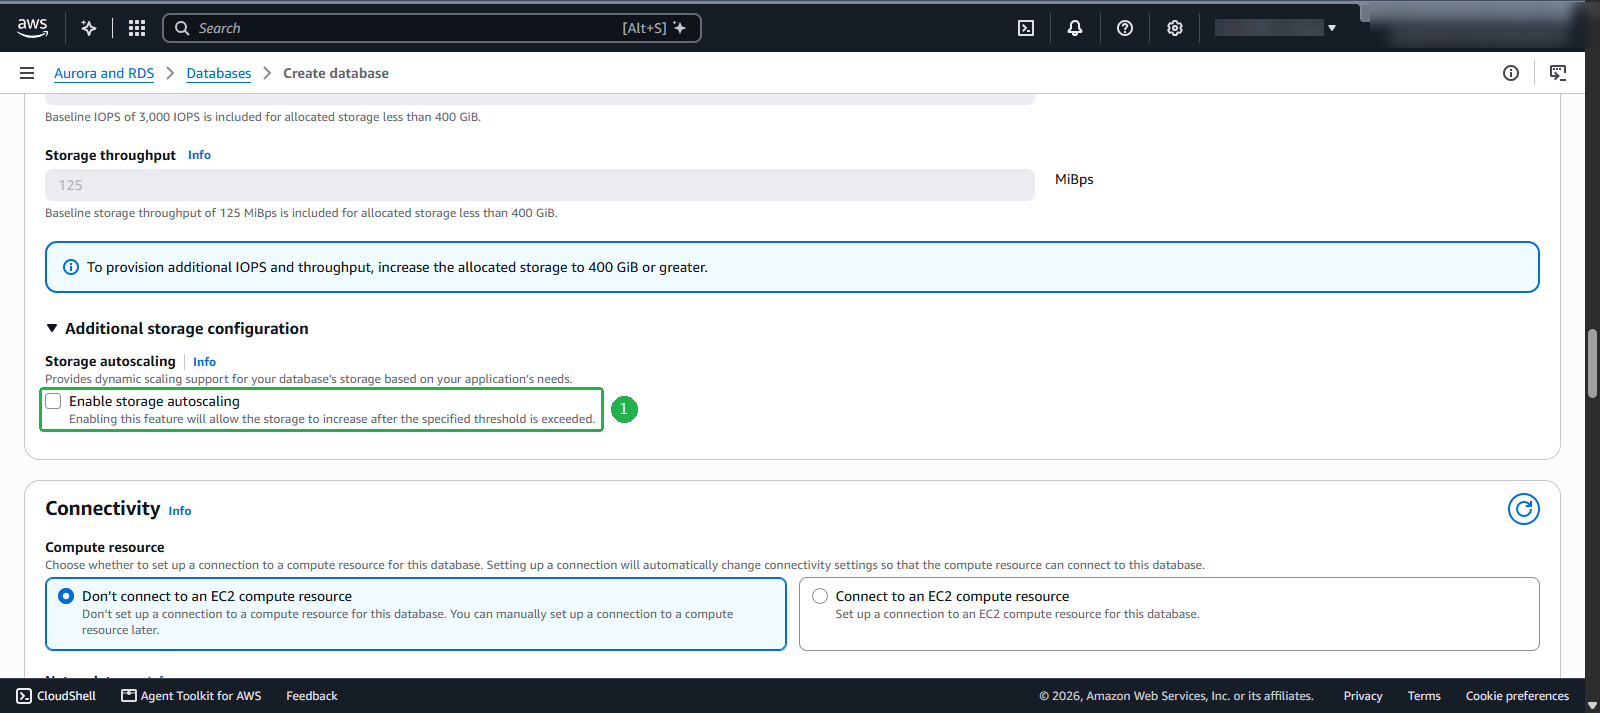 aws
Search
[Alt+S]
Aurora and RDS
Databases
Create database
Baseline IOPS of 3,000 IOPS is included for allocated storage less than 400 GiB.
Storage throughput Info
125
MiBps
Baseline storage throughput of 125 MiBps is included for allocated storage less than 400 GiB.
To provision additional IOPS and throughput, increase the allocated storage to 400 GiB or greater.
Additional storage configuration
Storage autoscaling Info
Provides dynamic scaling support for your database's storage based on your application's needs.
Enable storage autoscaling
Enabling this feature will allow the storage to increase after the specified threshold is exceeded.
1
Connectivity Info
Compute resource
Choose whether to set up a connection to a compute resource for this database. Setting up a connection will automatically change connectivity settings so that the compute resource can connect to this database.
Don't connect to an EC2 compute resource
Don't set up a connection to a compute resource for this database. You can manually set up a connection to a compute
resource later.
Connect to an EC2 compute resource
Set up a connection to an EC2 compute resource for this database.
CloudShell
Agent Toolkit for AWS
Feedback
© 2026, Amazon Web Services, Inc. or its affiliates.
Privacy
Terms
Cookie preferences